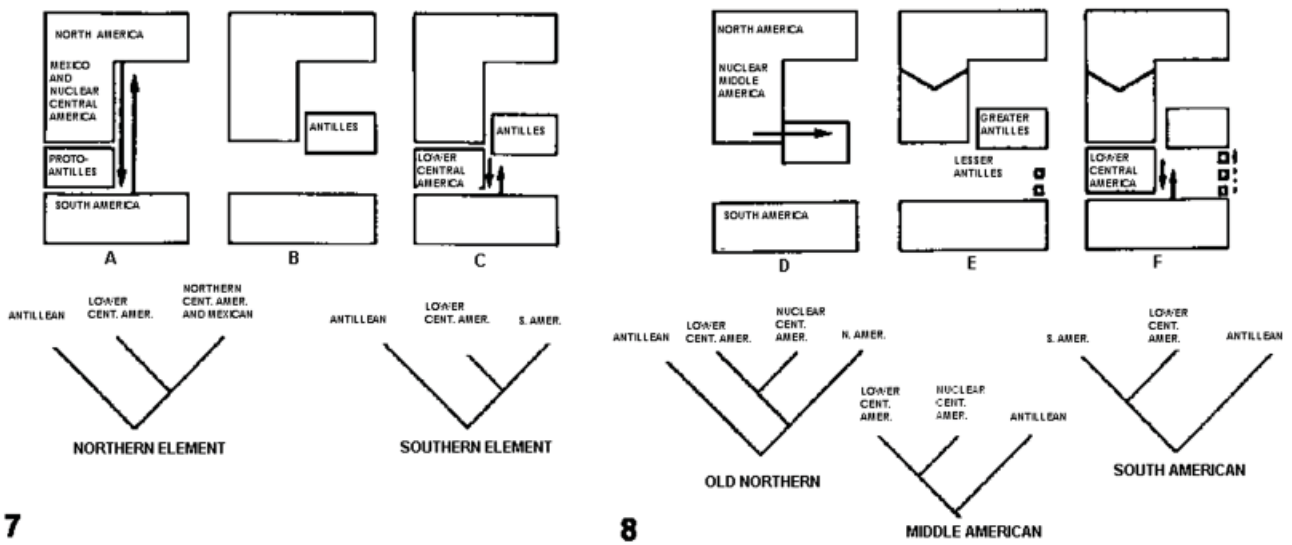 NORTH AMERICA
MEXICO
AND
NUCLEAR
CENTRAL
AMERICA
PROTO-
ANTILLES
SOUTH AMERICA
A
ANTILLES
B
ANTILLES
LOWER
CENTRAL
AMERICA
C
ANTILLEAN
LOWER
CENT. AMER.
NORTHERN
CENT. AMER.
AND MEXICAN
NORTHERN ELEMENT
ANTILLEAN
LOWER
CENT. AMER.
S. AMER.
SOUTHERN ELEMENT
7
NORTH AMERICA
NUCLEAR
MIDDLE
AMERICA
SOUTH AMERICA
D
GREATER
ANTILLES
LESSER
ANTILLES
E
LOWER
CENTRAL
AMERICA
F
ANTILLEAN
LOWER
CENT. AMER.
NUCLEAR
CENT.
AMER.
N. AMER.
OLD NORTHERN
LOWER
CENT.
AMER.
NUCLEAR
CENT.
AMER.
ANTILLEAN
MIDDLE AMERICAN
S. AMER.
LOWER
CENT.
AMER.
ANTILLEAN
SOUTH AMERICAN
8